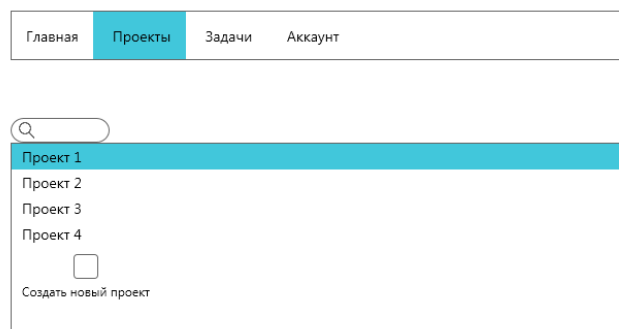 Главная Проекты Задачи Аккаунт
Проект 1
Проект 2
Проект 3
Проект 4
Создать новый проект